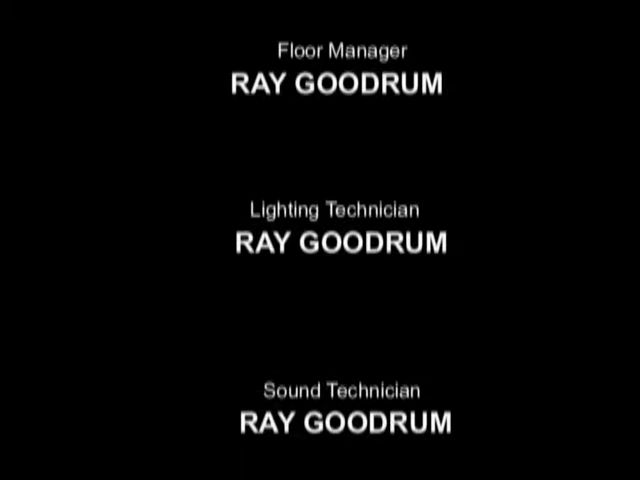 Floor Manager
RAY GOODRUM
Lighting Technician
RAY GOODRUM
Sound Technician
RAY GOODRUM